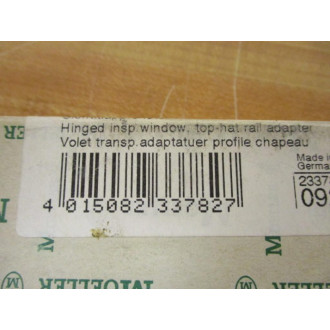 Hinged insp.window, top-hat rail adapter
Volet transp.adaptatuer profile chapeau
Made in
Germa
2337
09
4 015082 337827
MOELLER
MOELLER